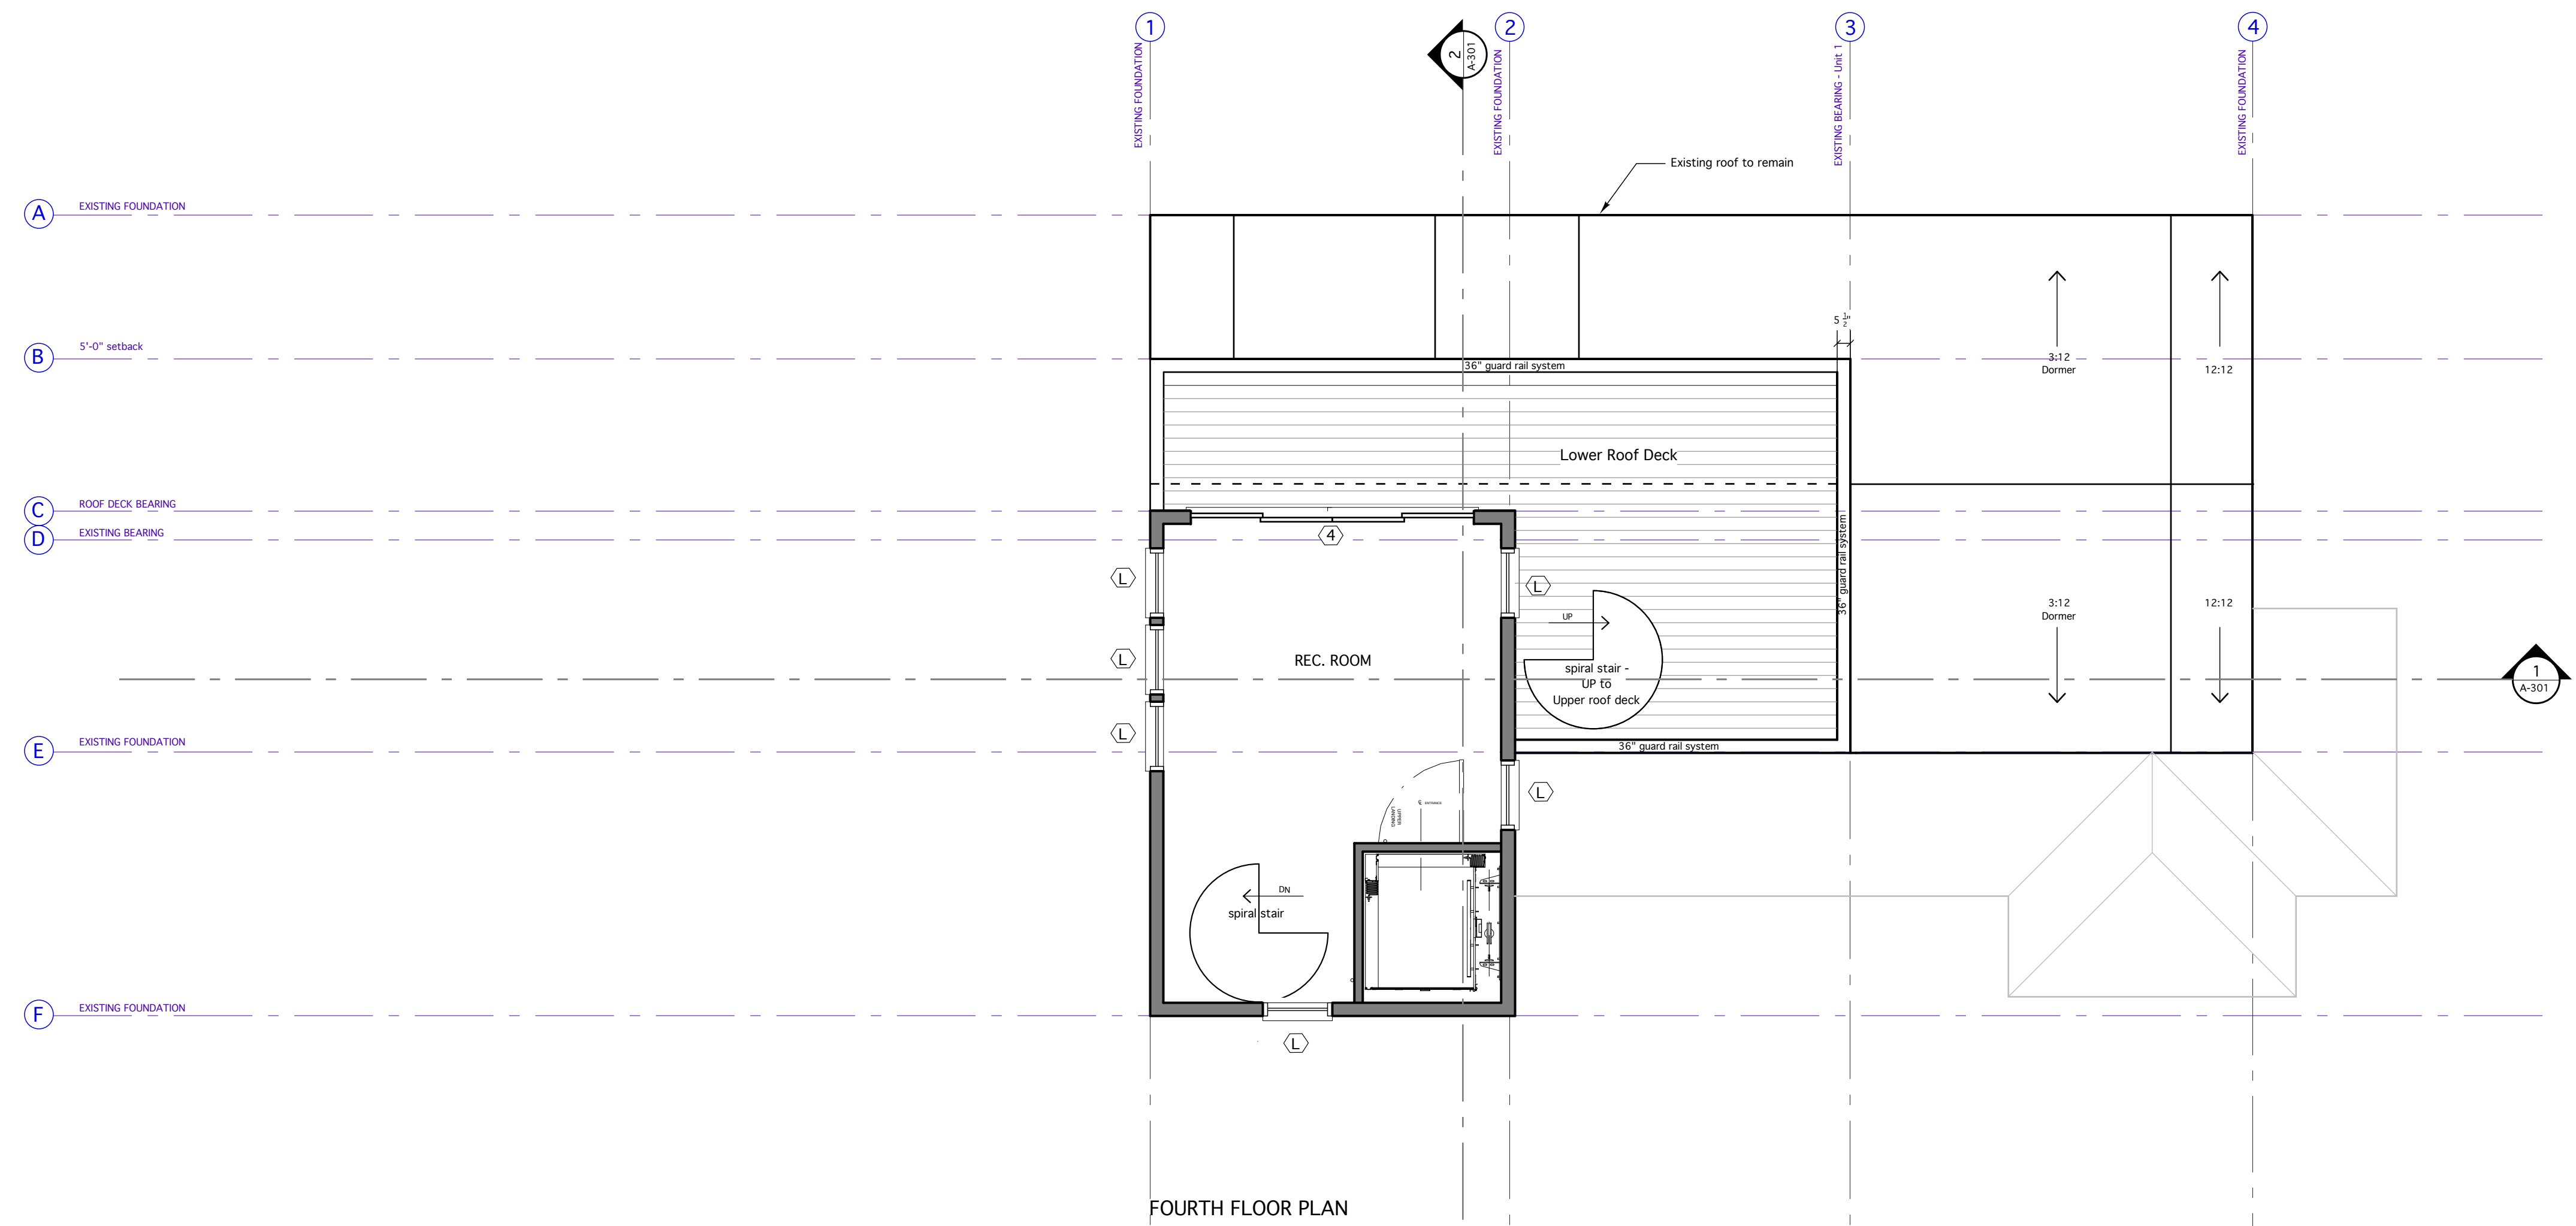 1
2
3
4
2
A-301
EXISTING FOUNDATION
EXISTING FOUNDATION
EXISTING BEARING - Unit 1
EXISTING FOUNDATION
Existing roof to remain
A
EXISTING FOUNDATION
5 1/2"
B
5'-0" setback
36" guard rail system
3:12
Dormer
12:12
Lower Roof Deck
C
ROOF DECK BEARING
D
EXISTING BEARING
4
36" guard rail system
L
L
UP
3:12
Dormer
12:12
L
REC. ROOM
spiral stair -
UP to
Upper roof deck
1
A-301
L
E
EXISTING FOUNDATION
36" guard rail system
L
℄ ENTRANCE
UPPER
LANDING
DN
spiral stair
F
EXISTING FOUNDATION
L
FOURTH FLOOR PLAN